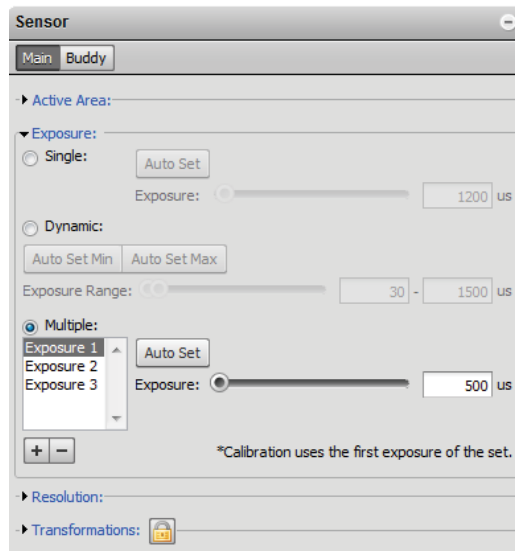 Sensor
Main Buddy
Active Area:
Exposure:
Single:
Auto Set
Exposure: 1200 us
Dynamic:
Auto Set Min Auto Set Max
Exposure Range: 30 - 1500 us
Multiple:
Exposure 1
Exposure 2
Exposure 3
Auto Set
Exposure: 500 us
+ −
*Calibration uses the first exposure of the set.
Resolution:
Transformations: